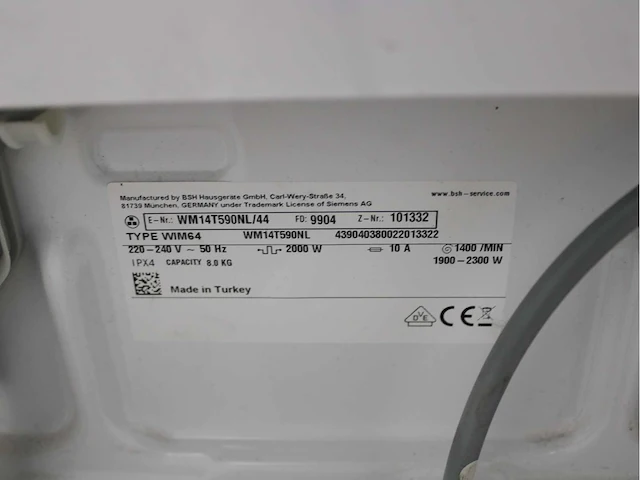 Manufactured by BSH Hausgeräte GmbH, Carl-Wery-Straße 34,
81739 München, GERMANY under Trademark License of Siemens AG
www.bsh-service.com
E-Nr.: WM14T590NL/44 FD: 9904 Z-Nr.: 101332
TYPE WIM64 WM14T590NL 439040380022013322
220-240 V ~ 50 Hz 2000 W 10 A 1400 /MIN
IPX4 CAPACITY 8.0 KG 1900-2300 W
Made in Turkey
DVE CE